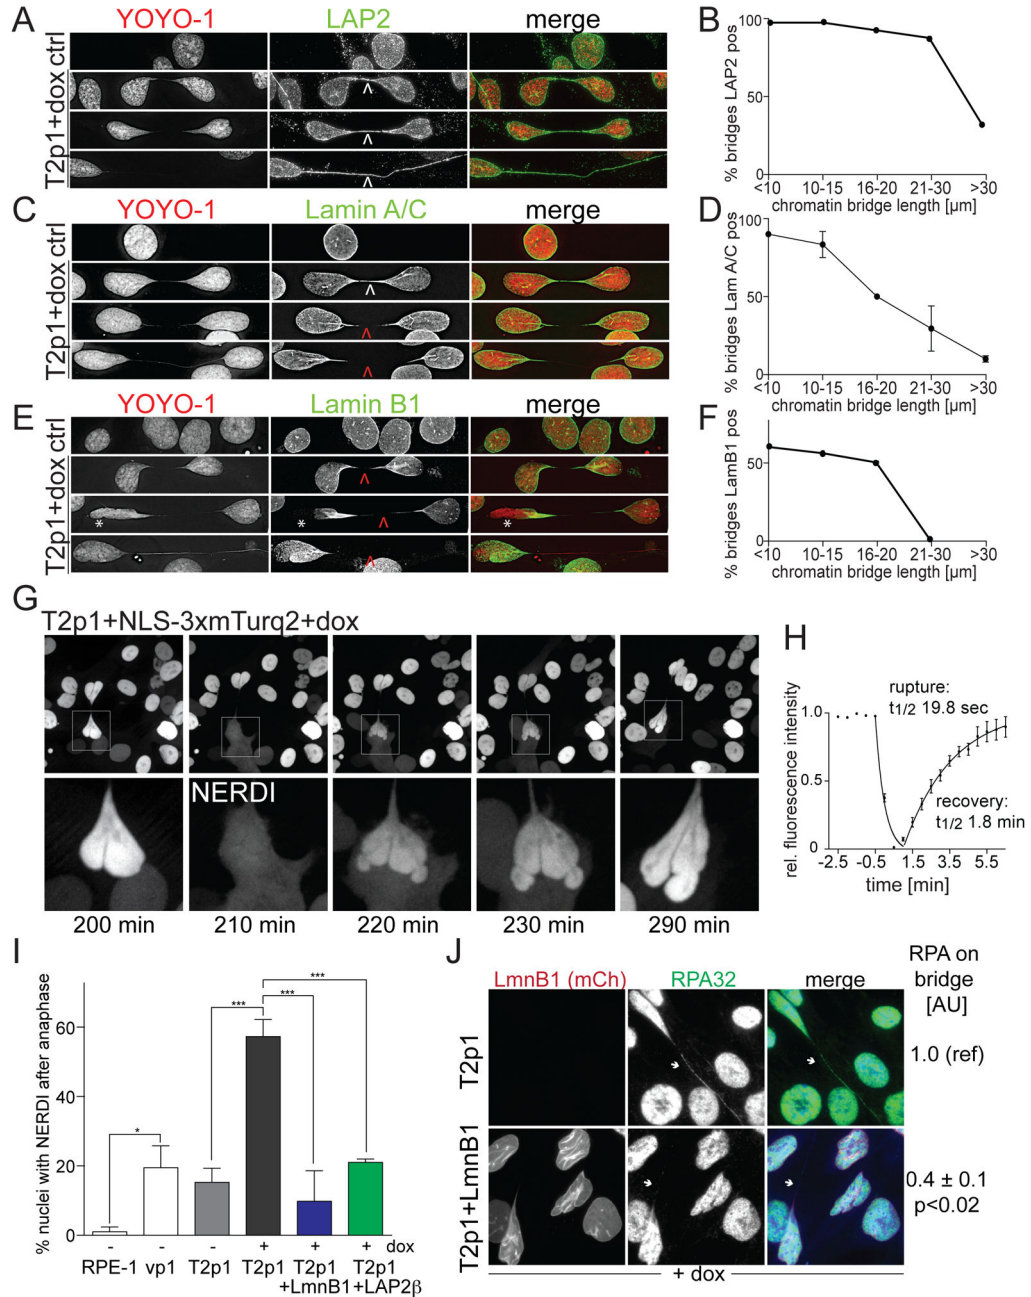 A
YOYO-1 LAP2 merge
T2p1+dox ctrl
B
% bridges LAP2 pos
100
50
0
<10 10-15 16-20 21-30 >30
chromatin bridge length [µm]
C
YOYO-1 Lamin A/C merge
T2p1+dox ctrl
D
% bridges Lam A/C pos
100
50
0
<10 10-15 16-20 21-30 >30
chromatin bridge length [µm]
E
YOYO-1 Lamin B1 merge
T2p1+dox ctrl
* * *
F
% bridges LamB1 pos
50
0
<10 10-15 16-20 21-30 >30
chromatin bridge length [µm]
G
T2p1+NLS-3xmTurq2+dox
NERDI
200 min 210 min 220 min 230 min 290 min
H
rel. fluorescence intensity
1.0
0.5
0
rupture:
t1/2 19.8 sec
recovery:
t1/2 1.8 min
-2.5 -0.5 1.5 3.5 5.5
time [min]
I
% nuclei with NERDI after anaphase
60
40
20
0
*
***
***
***
- - - + + + dox
RPE-1 vp1 T2p1 T2p1 T2p1 T2p1
+LmnB1 +LAP2β
J
LmnB1 (mCh) RPA32 merge
RPA on
bridge
[AU]
T2p1
1.0 (ref)
T2p1+LmnB1
0.4 ± 0.1
p<0.02
+ dox